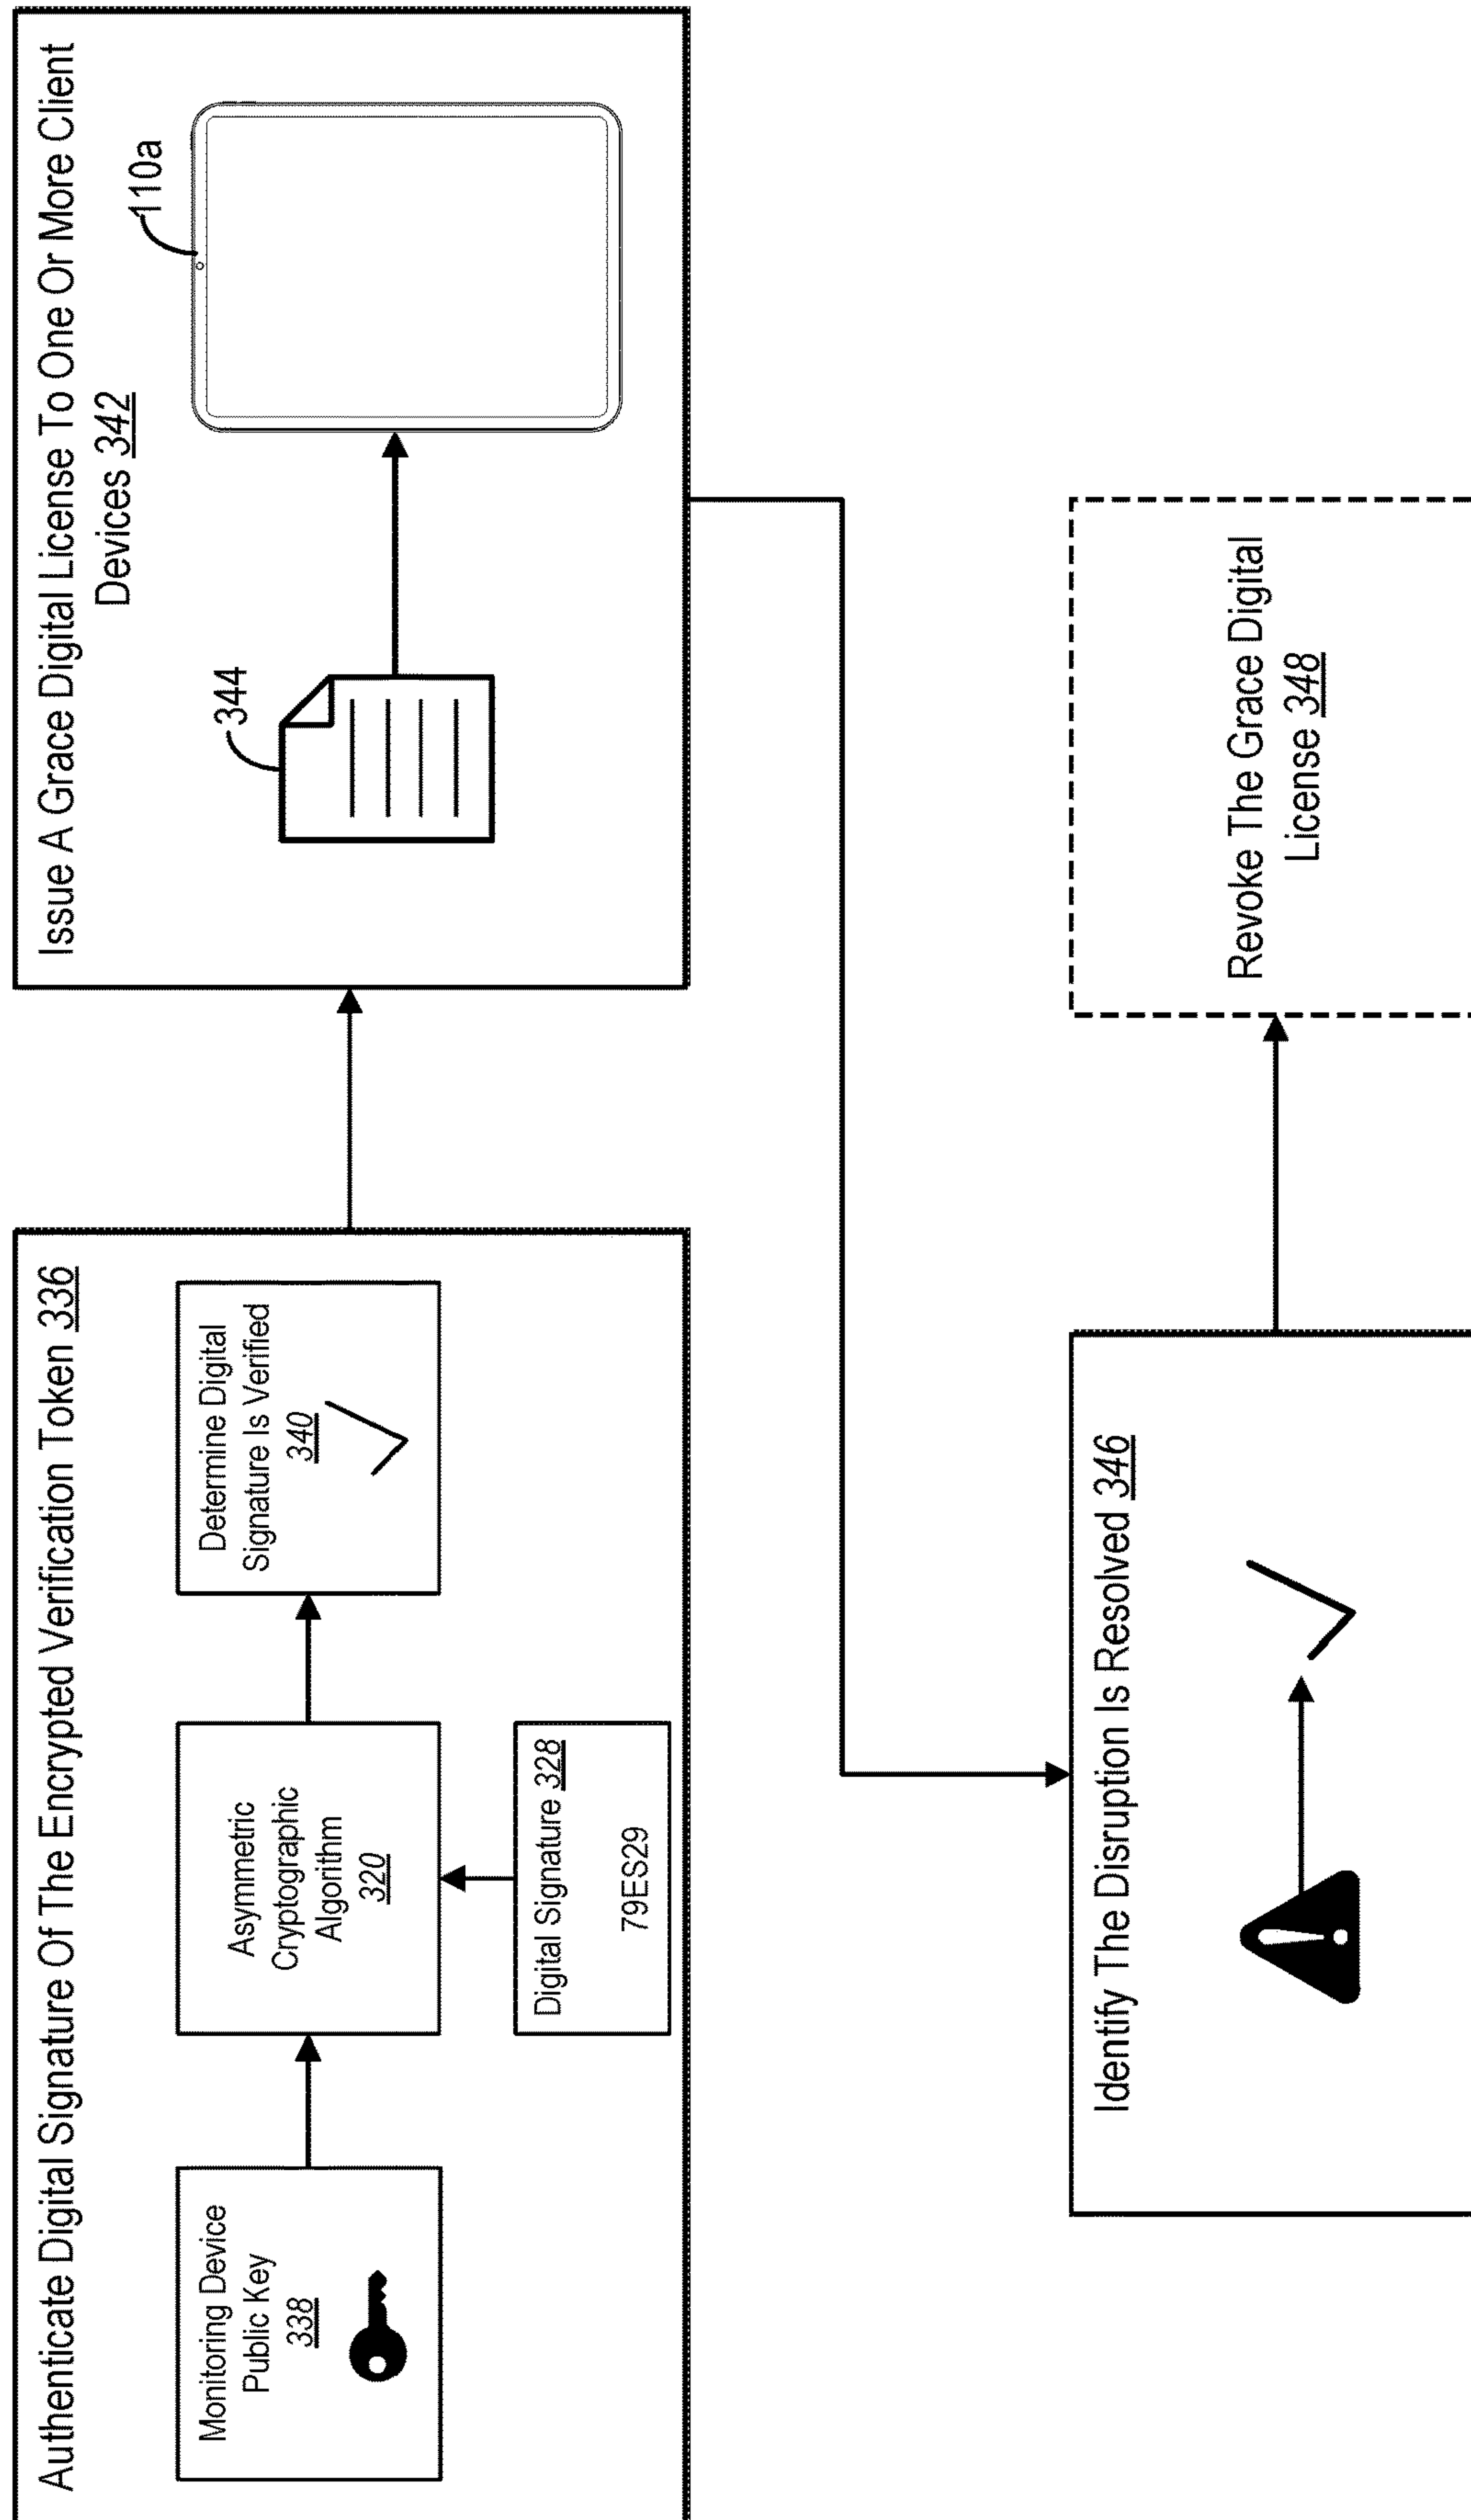 Authenticate Digital Signature Of The Encrypted Verification Token 336
Monitoring Device
Public Key
338
Asymmetric
Cryptographic
Algorithm
320
Determine Digital
Signature Is Verified
340
Digital Signature 328
79ES29
Issue A Grace Digital License To One Or More Client
Devices 342
344
110a
Identify The Disruption Is Resolved 346
Revoke The Grace Digital
License 348